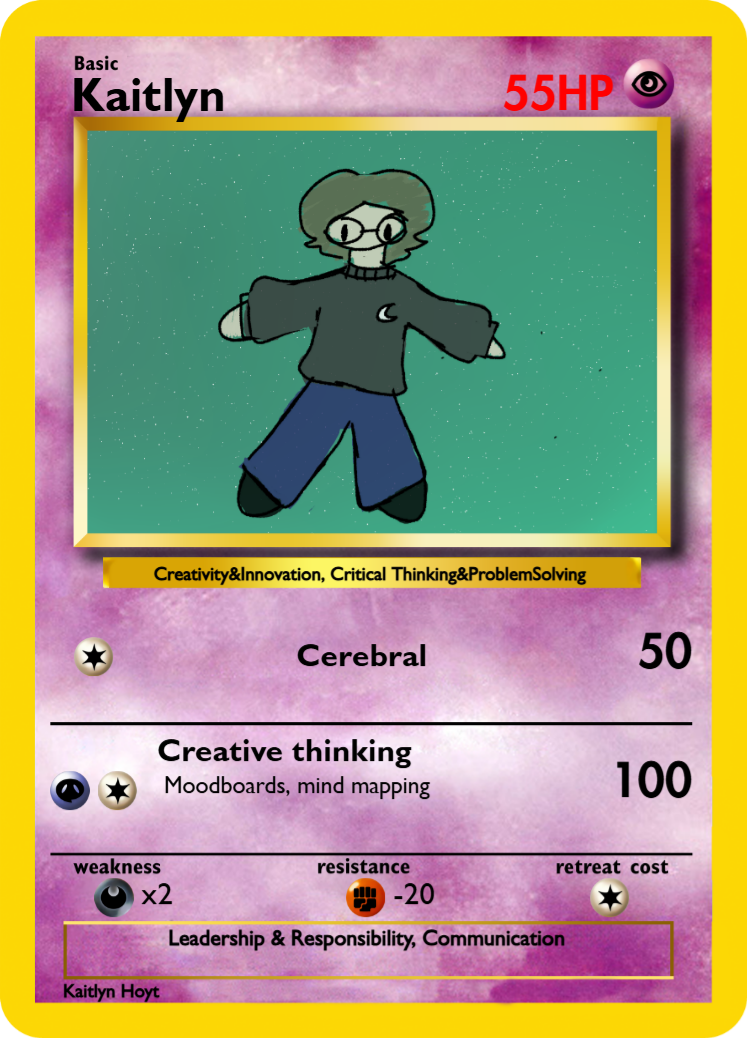 Basic
Kaitlyn
55HP
Creativity&Innovation, Critical Thinking&ProblemSolving
Cerebral 50
Creative thinking
Moodboards, mind mapping
100
weakness resistance retreat cost
x2 -20
Leadership & Responsibility, Communication
Kaitlyn Hoyt